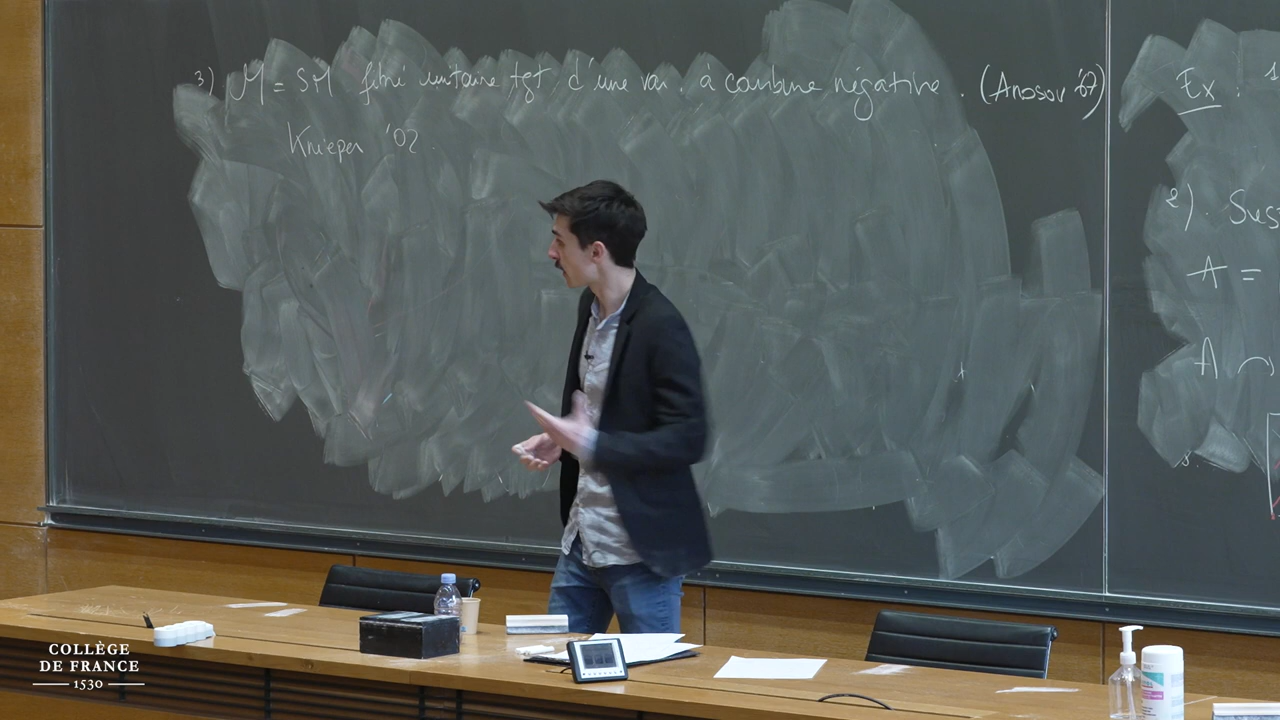 3) M = SM fibré unitaire tgt d'une var. à courbure négative. (Anosov '67)
Knieper '02
Ex :
2) . Sus
A =
A
COLLÈGE
DE FRANCE
1530